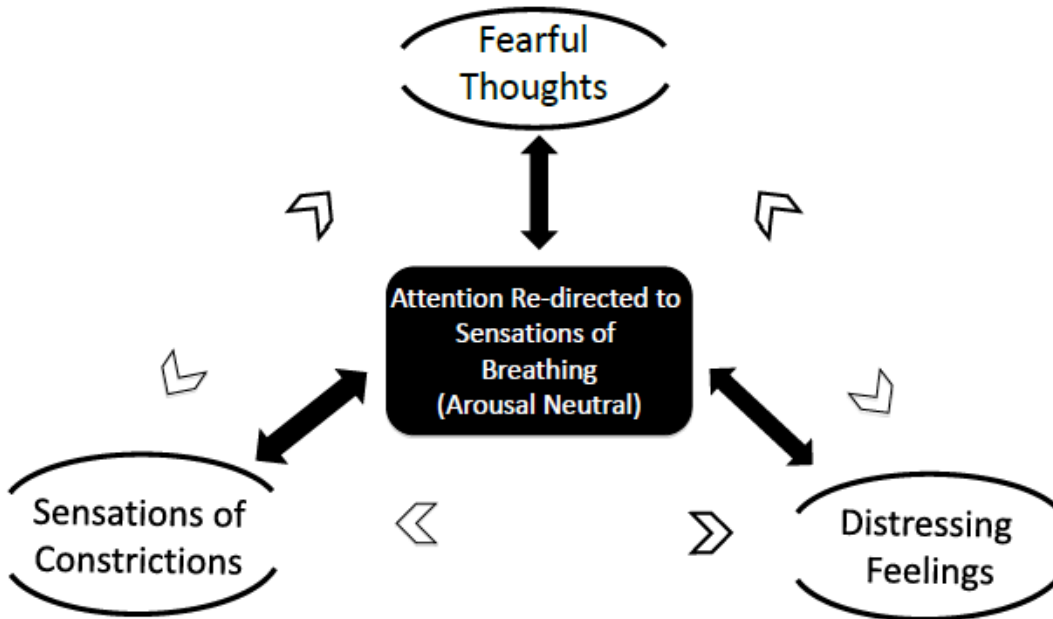 Fearful
Thoughts
Attention Re-directed to
Sensations of
Breathing
(Arousal Neutral)
Sensations of
Constrictions
Distressing
Feelings